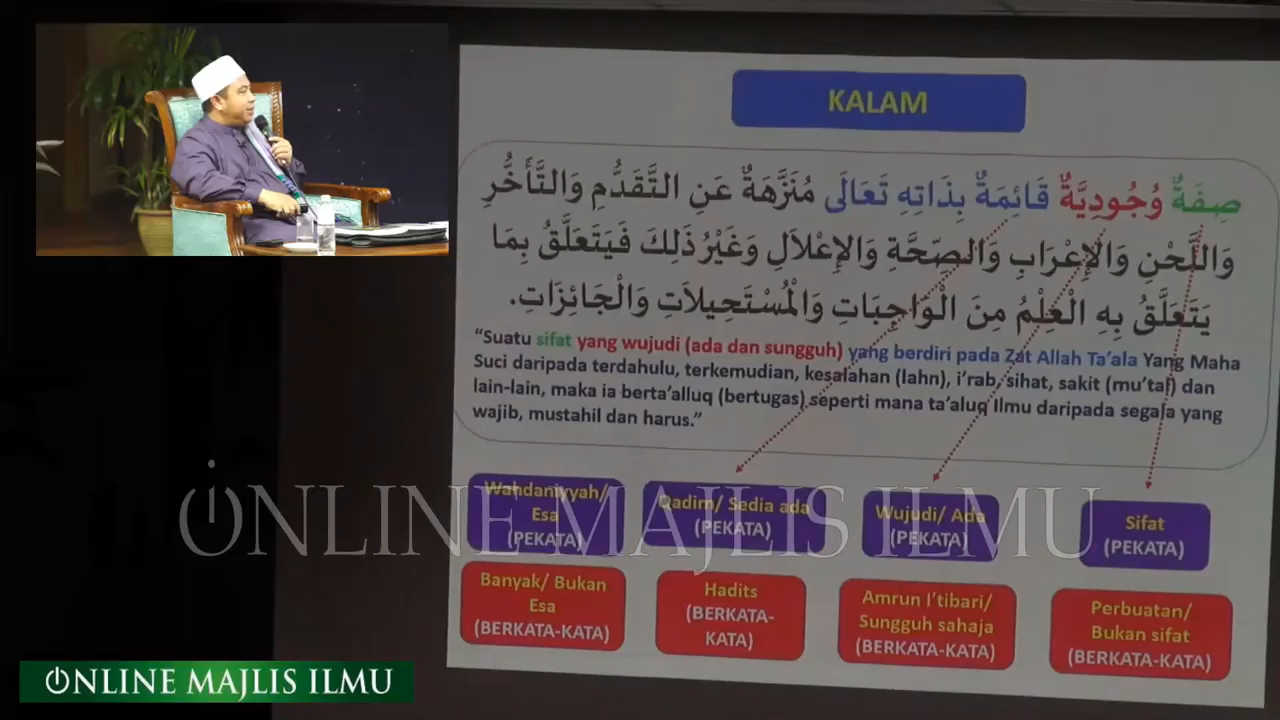 KALAM
صِفَةٌ وُجُودِيَّةٌ قَائِمَةٌ بِذَاتِهِ تَعَالَى مُنَزَّهَةٌ عَنِ التَّقَدُّمِ وَالتَّأَخُّرِ
وَاللَّحْنِ وَالْإِعْرَابِ وَالصِّحَّةِ وَالإِعْلَالِ وَغَيْرُ ذَلِكَ فَيَتَعَلَّقُ بِمَا
يَتَعَلَّقُ بِهِ الْعِلْمُ مِنَ الْوَاجِبَاتِ وَالْمُسْتَحِيلَاتِ وَالْجَائِزَاتِ.
“Suatu sifat yang wujudi (ada dan sungguh) yang berdiri pada Zat Allah Ta’ala Yang Maha
Suci daripada terdahulu, terkemudian, kesalahan (lahn), i’rab, sihat, sakit (mu’tal) dan
lain-lain, maka ia berta’alluq (bertugas) seperti mana ta’aluq Ilmu daripada segala yang
wajib, mustahil dan harus.”
Wahdaniyyah/
Esa
(PEKATA)
Qadim/ Sedia ada
(PEKATA)
Wujudi/ Ada
(PEKATA)
Sifat
(PEKATA)
Banyak/ Bukan
Esa
(BERKATA-KATA)
Hadits
(BERKATA-
KATA)
Amrun I’tibari/
Sungguh sahaja
(BERKATA-KATA)
Perbuatan/
Bukan sifat
(BERKATA-KATA)
ONLINE MAJLIS ILMU
ONLINE MAJLIS ILMU